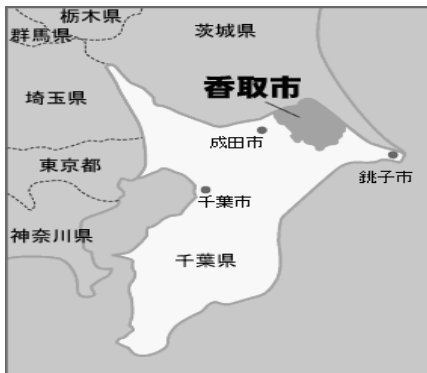 栃木県
群馬県
茨城県
埼玉県
香取市
成田市
東京都
銚子市
千葉市
神奈川県
千葉県